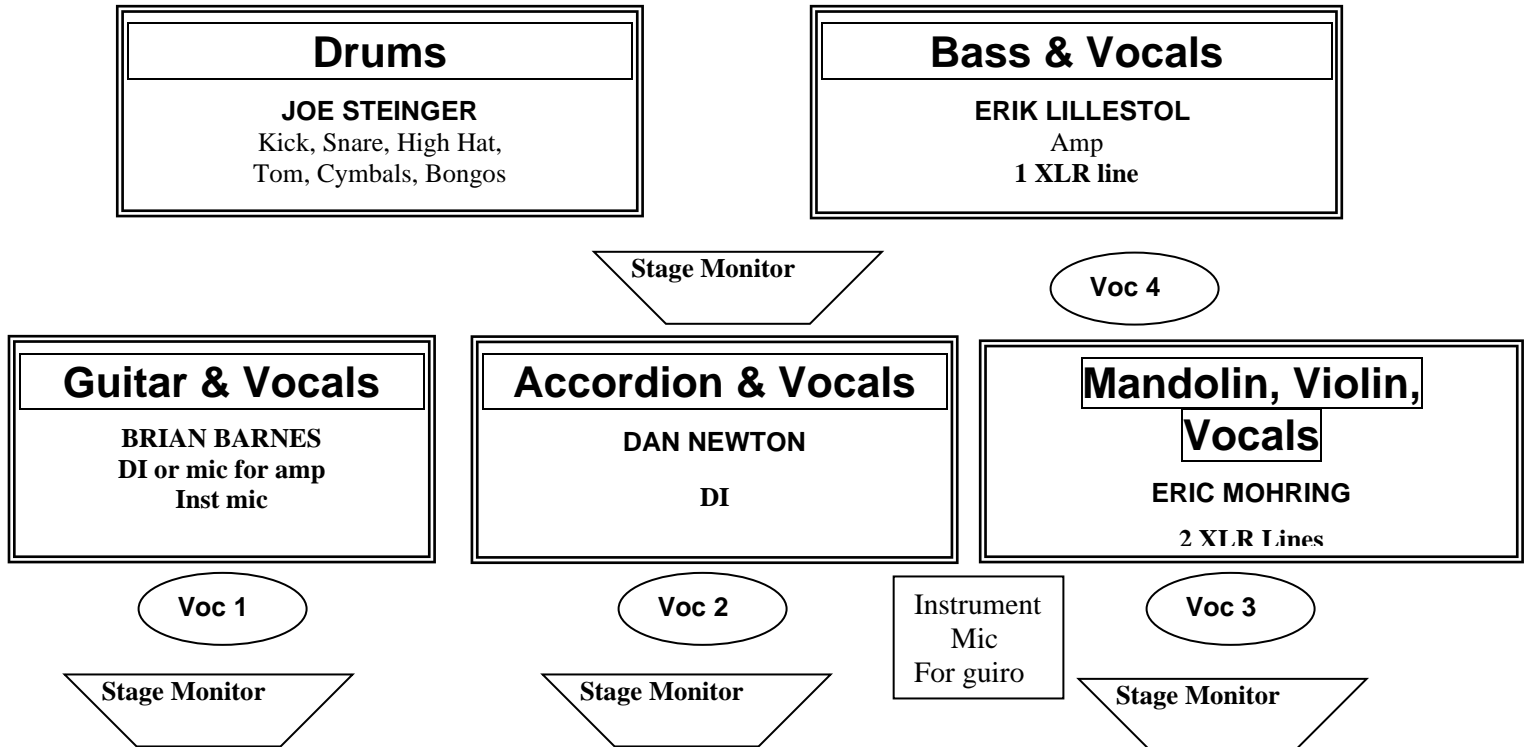 Drums
JOE STEINGER
Kick, Snare, High Hat,
Tom, Cymbals, Bongos
Bass & Vocals
ERIK LILLESTOL
Amp
1 XLR line
Stage Monitor
Voc 4
Guitar & Vocals
BRIAN BARNES
DI or mic for amp
Inst mic
Accordion & Vocals
DAN NEWTON
DI
Mandolin, Violin,
Vocals
ERIC MOHRING
2 XLR Lines
Voc 1
Voc 2
Instrument
Mic
For guiro
Voc 3
Stage Monitor
Stage Monitor
Stage Monitor